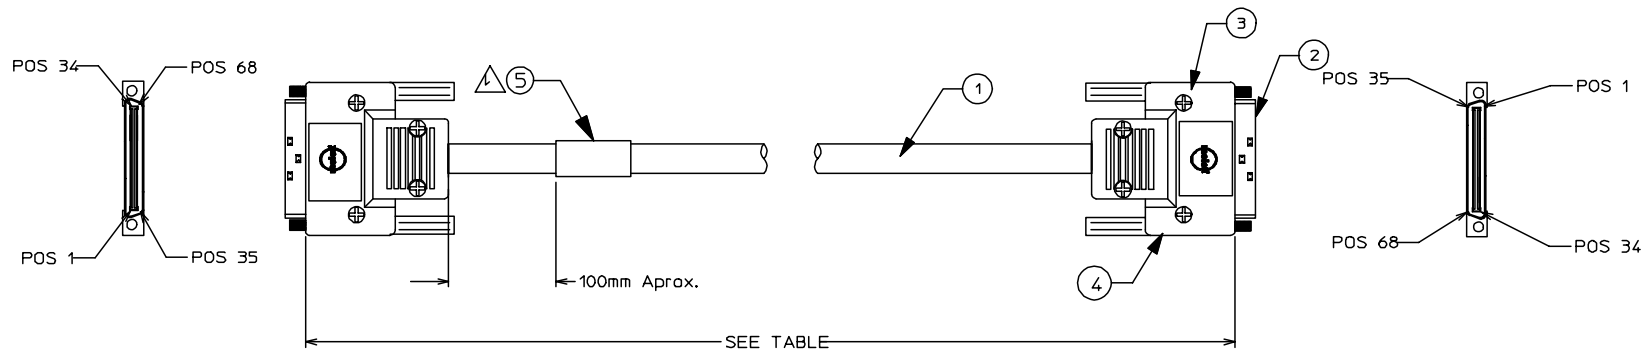 3
2
POS 34
POS 68
5
1
POS 35
POS 1
POS 1
POS 35
100mm Aprox.
4
POS 68
POS 34
SEE TABLE